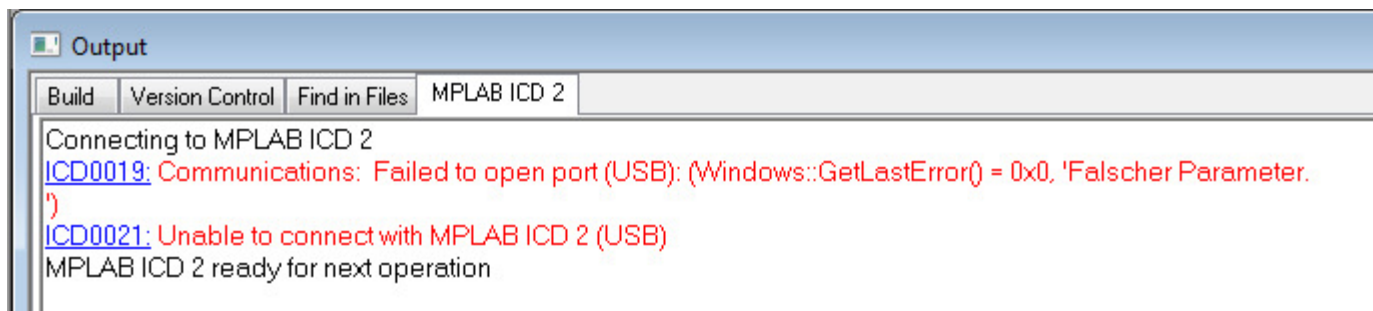 Output
Build Version Control Find in Files MPLAB ICD 2
Connecting to MPLAB ICD 2
ICD0019: Communications:  Failed to open port (USB): (Windows::GetLastError() = 0x0, 'Falscher Parameter.
')
ICD0021: Unable to connect with MPLAB ICD 2 (USB)
MPLAB ICD 2 ready for next operation